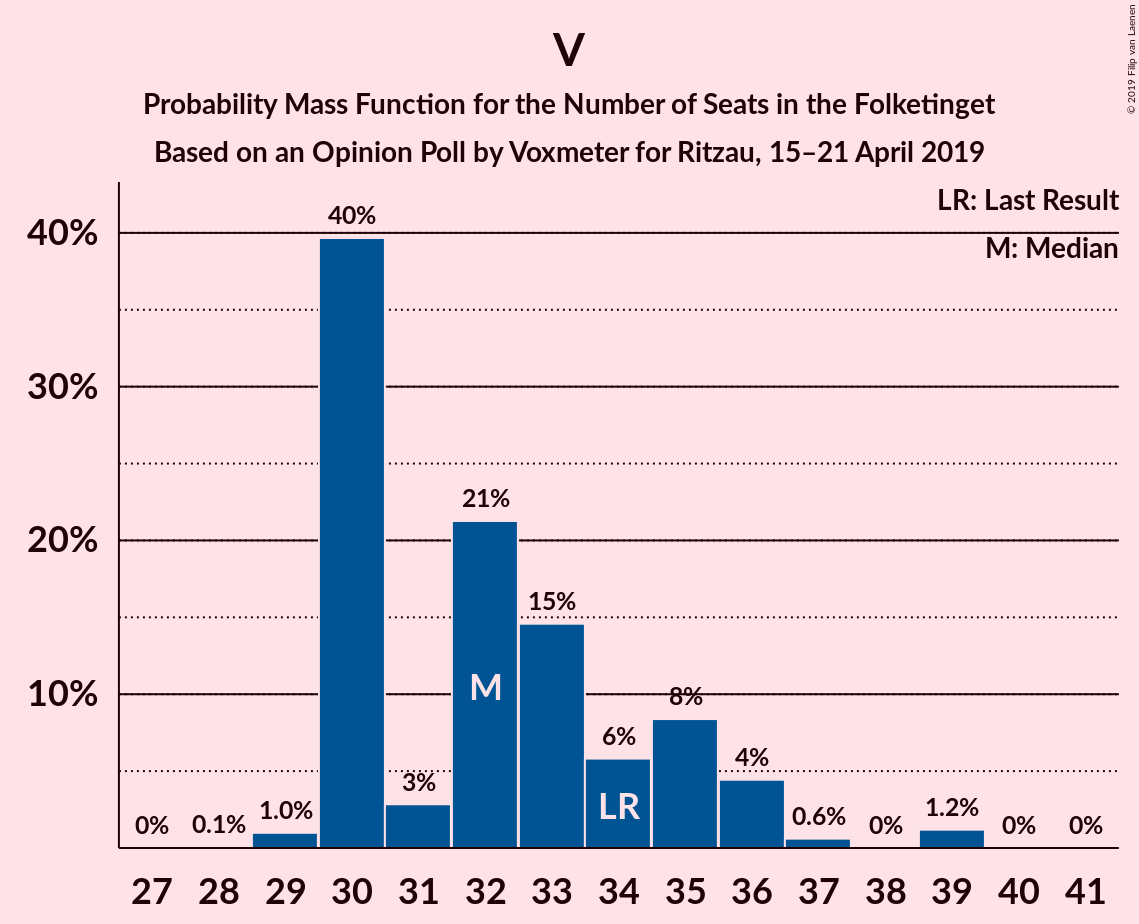 V
Probability Mass Function for the Number of Seats in the Folketinget
Based on an Opinion Poll by Voxmeter for Ritzau, 15–21 April 2019
© 2019 Filip van Laenen
LR: Last Result
M: Median
40%
30%
20%
10%
0%
0.1%
1.0%
40%
3%
21%
15%
6%
8%
4%
0.6%
0%
1.2%
0%
0%
M
LR
27 28 29 30 31 32 33 34 35 36 37 38 39 40 41